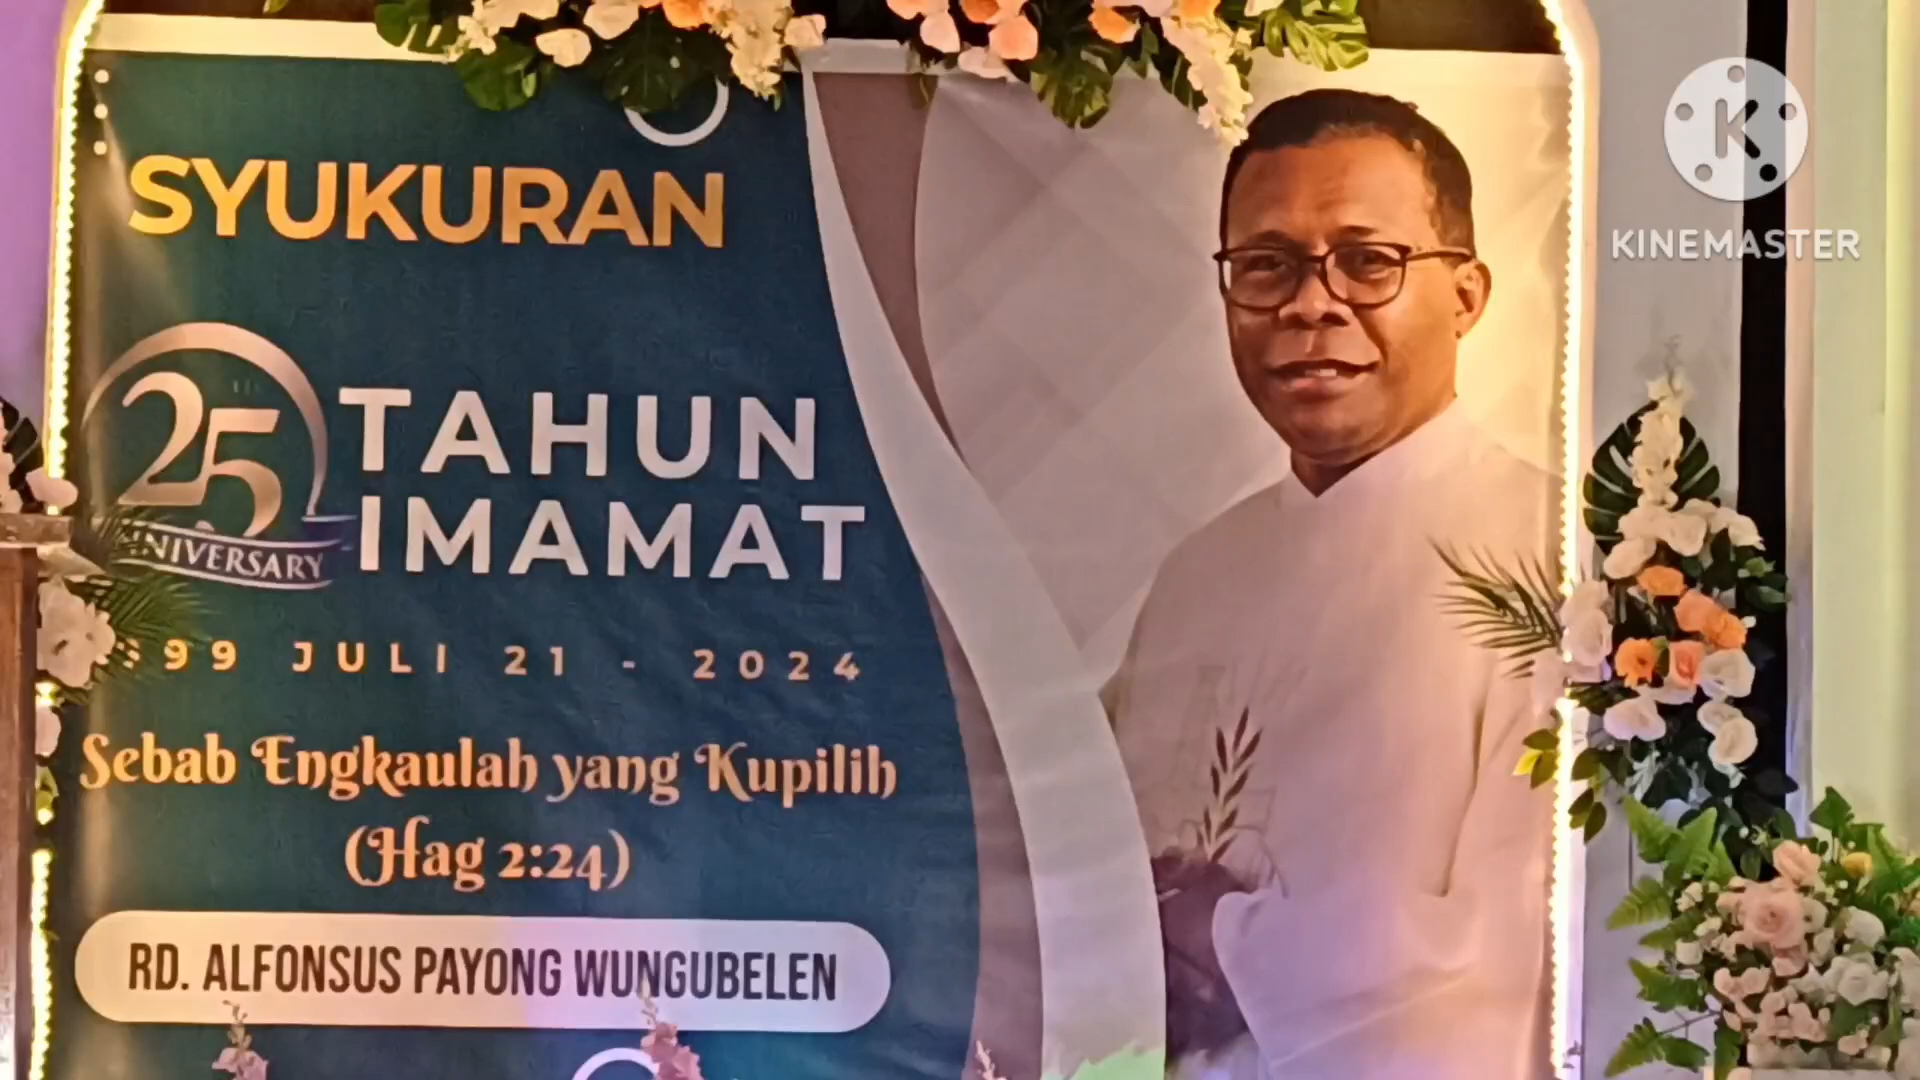 SYUKURAN
25
TAHUN
IMAMAT
99 JULI 21 - 2024
Sebab Engkaulah yang Kupilih
(Hag 2:24)
RD. ALFONSUS PAYONG WUNGUBELEN
K
KINEMASTER